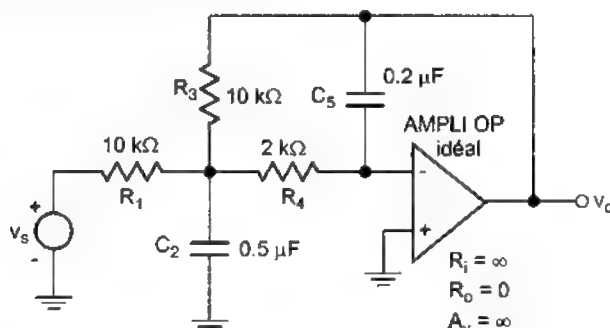 R₃
10 kΩ
C₅
0.2 µF
AMPLI OP
idéal
10 kΩ
R₁
2 kΩ
R₄
-
+
vₒ
+
vₛ
-
C₂
0.5 µF
Rᵢ = ∞
Rₒ = 0
Aᵥ = ∞